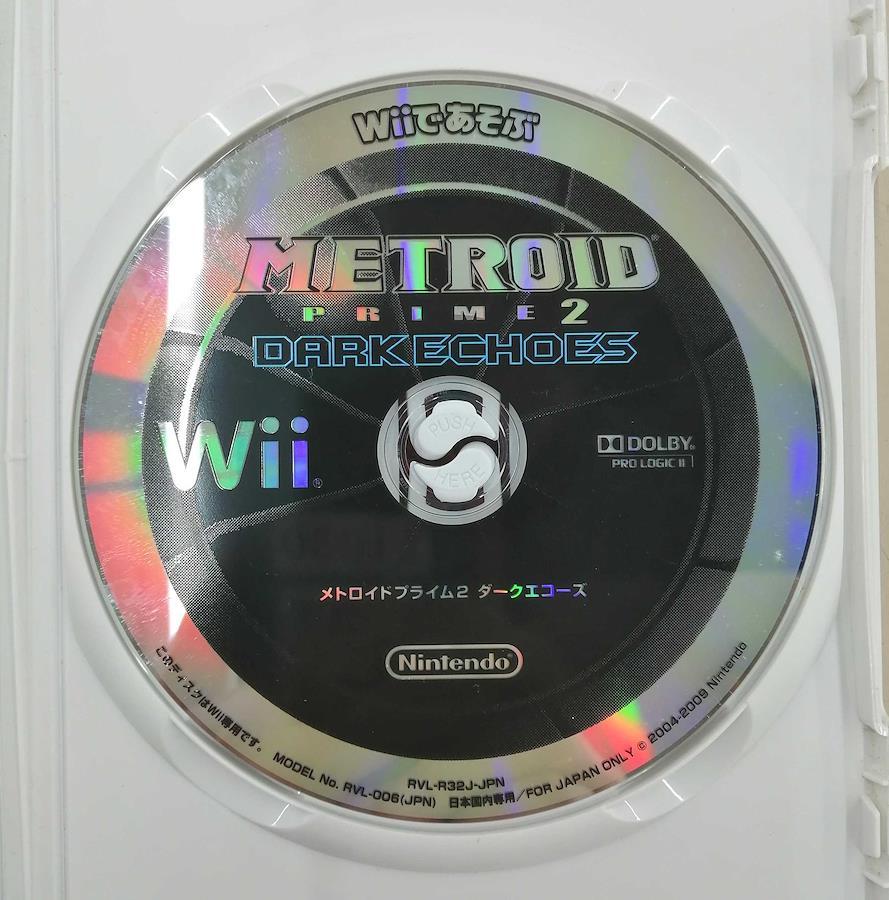 Wiiであそぶ
METROID®
PRIME 2
DARK ECHOES
PUSH
HERE
Wii
DOLBY
PRO LOGIC II
メトロイドプライム2 ダークエコーズ
Nintendo®
このディスクはWii専用です。
RVL-R32J-JPN
MODEL No. RVL-006(JPN) 日本国内専用/FOR JAPAN ONLY © 2004-2009 Nintendo